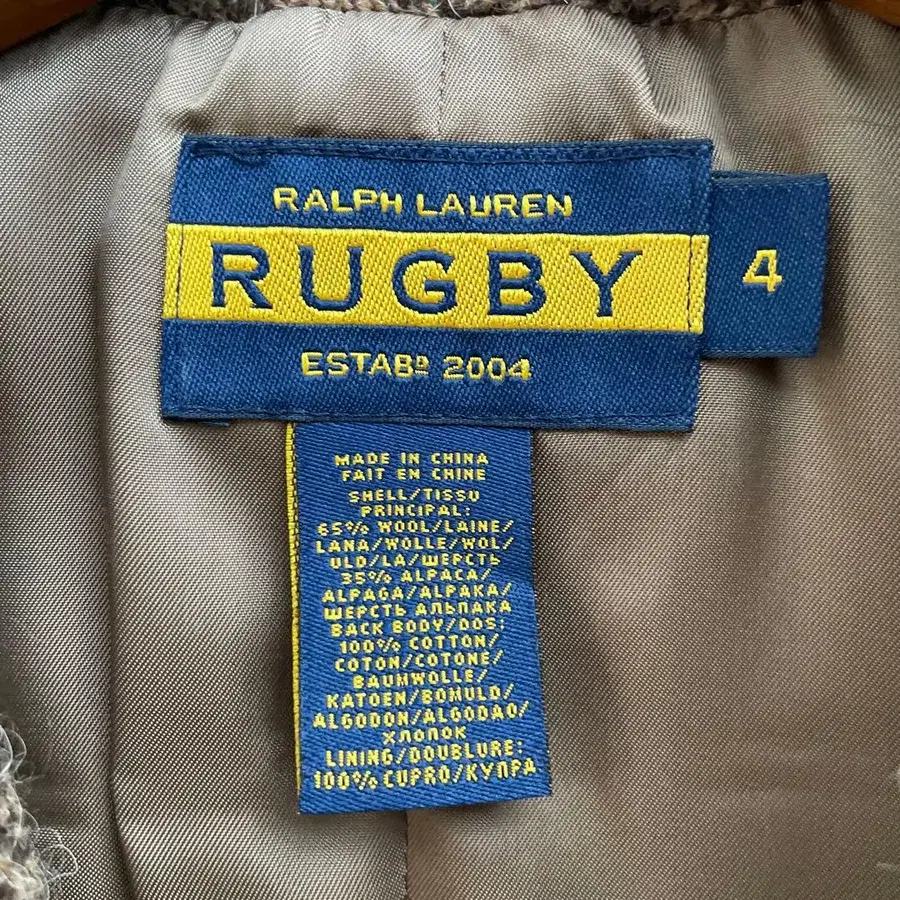 RALPH LAUREN
RUGBY
ESTABº 2004
4
MADE IN CHINA
FAIT EN CHINE
SHELL/TISSU
PRINCIPAL:
65% WOOL/LAINE/
LANA/WOLLE/WOL/
ULD/LA/ШЕРСТЬ
35% ALPACA/
ALPAGA/ALPAKA/
ШЕРСТЬ АЛЬПАКА
BACK BODY/DOS:
100% COTTON/
COTON/COTONE/
BAUMWOLLE/
KATOEN/BOMULD/
ALGODON/ALGODAO/
ХЛОПОК
LINING/DOUBLURE:
100% CUPRO/КУПРА